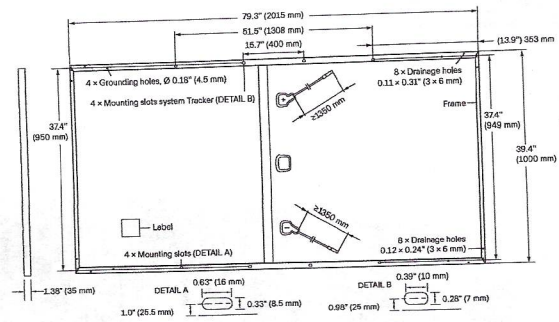 79.3" (2015 mm)
51.5" (1308 mm)
15.7" (400 mm)
(13.9") 353 mm
4 × Grounding holes, Ø 0.18" (4.5 mm)
4 × Mounting slots system Tracker (DETAIL B)
8 × Drainage holes
0.11 × 0.31" (3 × 6 mm)
Frame
37.4"
(950 mm)
37.4"
(949 mm)
39.4"
(1000 mm)
+
≥1350 mm
≥1350 mm
−
Label
4 × Mounting slots (DETAIL A)
8 × Drainage holes
0.12 × 0.24" (3 × 6 mm)
1.38" (35 mm)
DETAIL A
0.63" (16 mm)
0.33" (8.5 mm)
1.0" (25.5 mm)
DETAIL B
0.39" (10 mm)
0.28" (7 mm)
0.98" (25 mm)